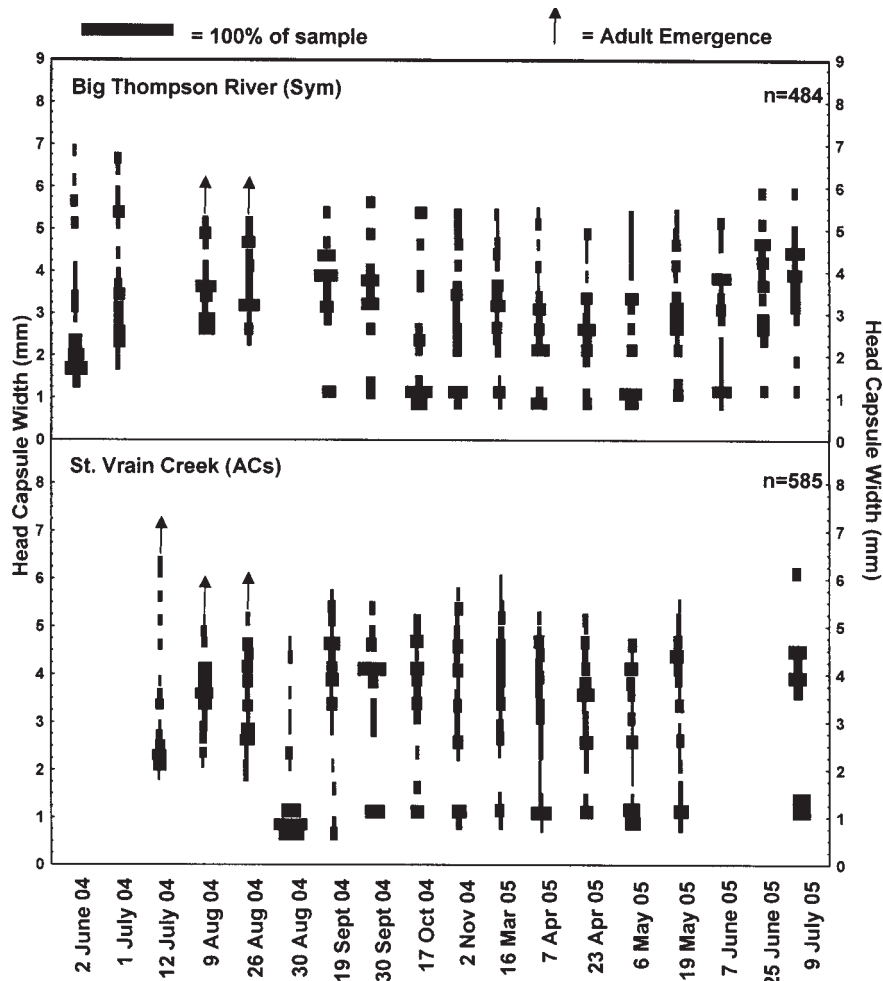 = 100% of sample
= Adult Emergence
Big Thompson River (Sym)
n=484
St. Vrain Creek (ACs)
n=585
Head Capsule Width (mm)
Head Capsule Width (mm)
9
8
7
6
5
4
3
2
1
0
8
7
6
5
4
3
2
1
0
9
8
7
6
5
4
3
2
1
0
8
7
6
5
4
3
2
1
0
2 June 04
1 July 04
12 July 04
9 Aug 04
26 Aug 04
30 Aug 04
19 Sept 04
30 Sept 04
17 Oct 04
2 Nov 04
16 Mar 05
7 Apr 05
23 Apr 05
6 May 05
19 May 05
7 June 05
25 June 05
9 July 05